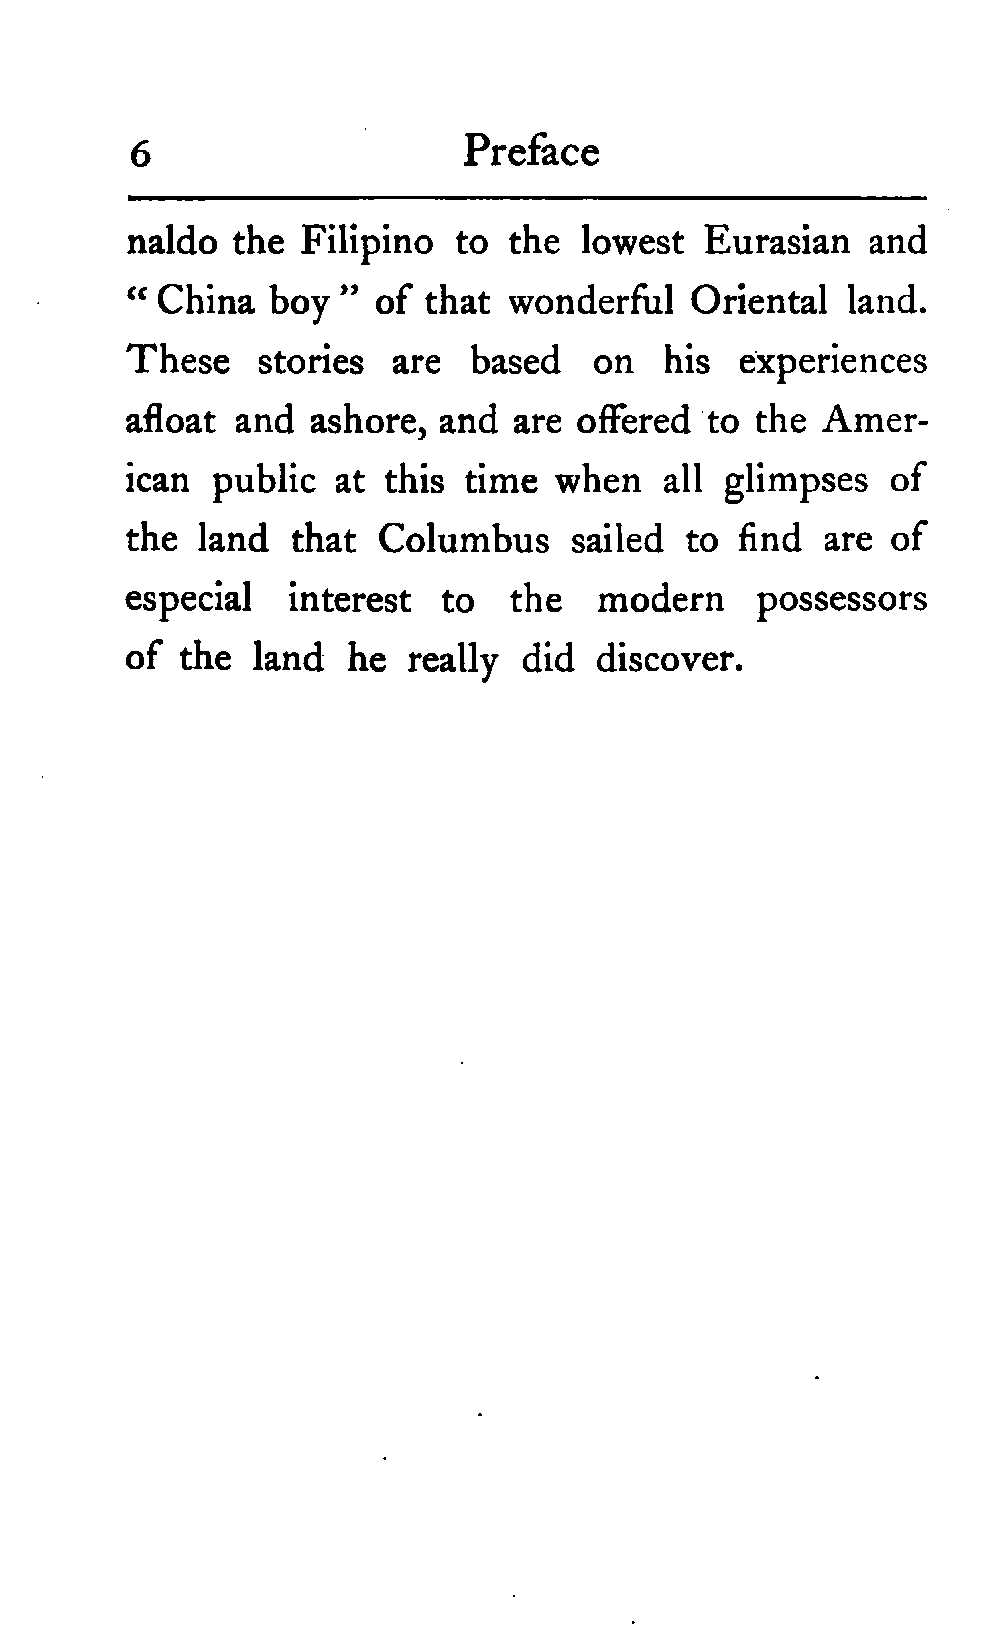 6 Preface
naldo the Filipino to the lowest Eurasian and
“ China boy ” of that wonderful Oriental land.
These stories are based on his experiences
afloat and ashore, and are offered to the Amer-
ican public at this time when all glimpses of
the land that Columbus sailed to find are of
especial interest to the modern possessors
of the land he really did discover.